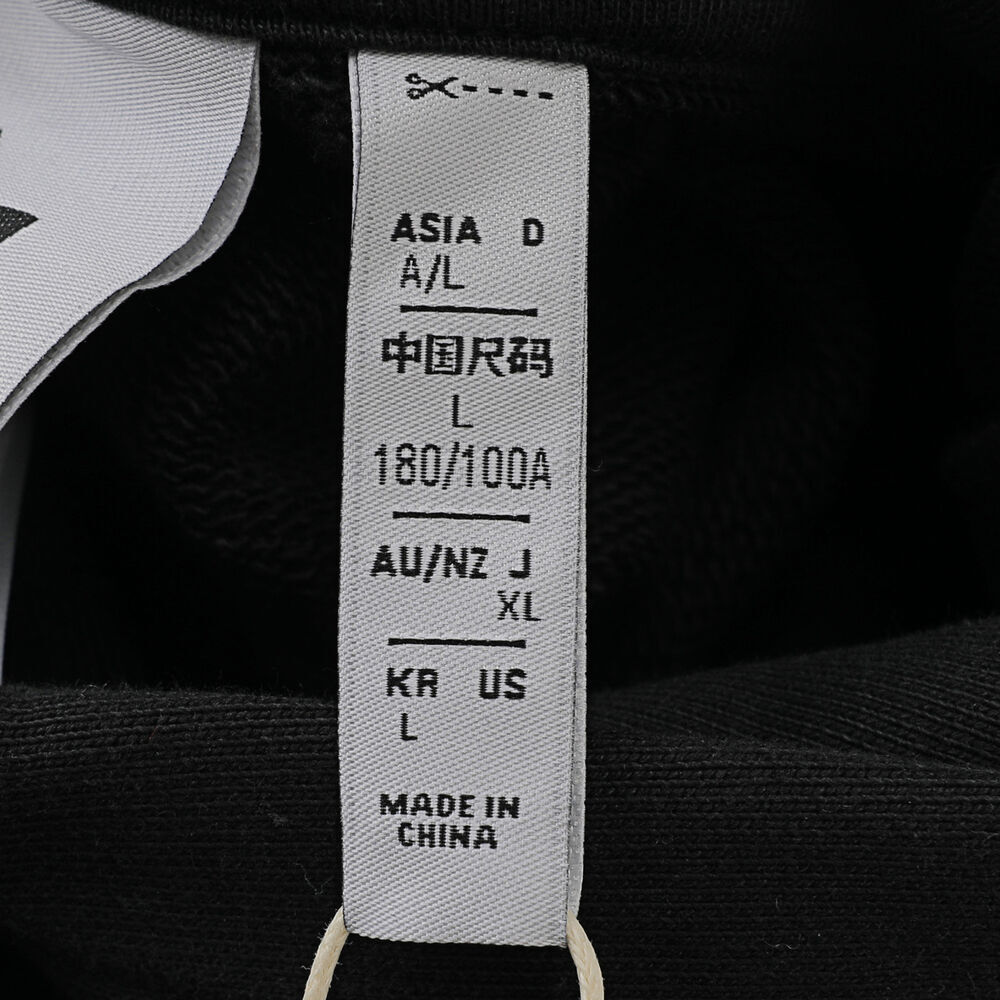 ASIA D
A/L
中国尺码
L
180/100A
AU/NZ J
XL
KR US
L
MADE IN
CHINA